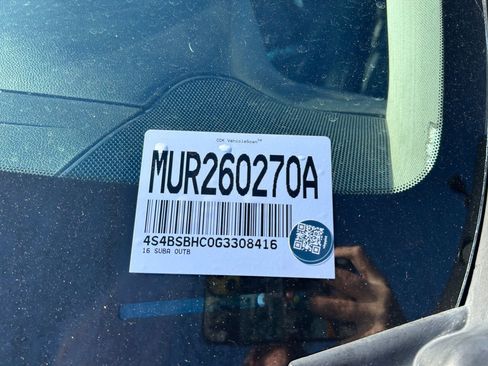 CDK VehicleScan™
MUR260270A
4S4BSBHC0G3308416
16 SUBA OUTB